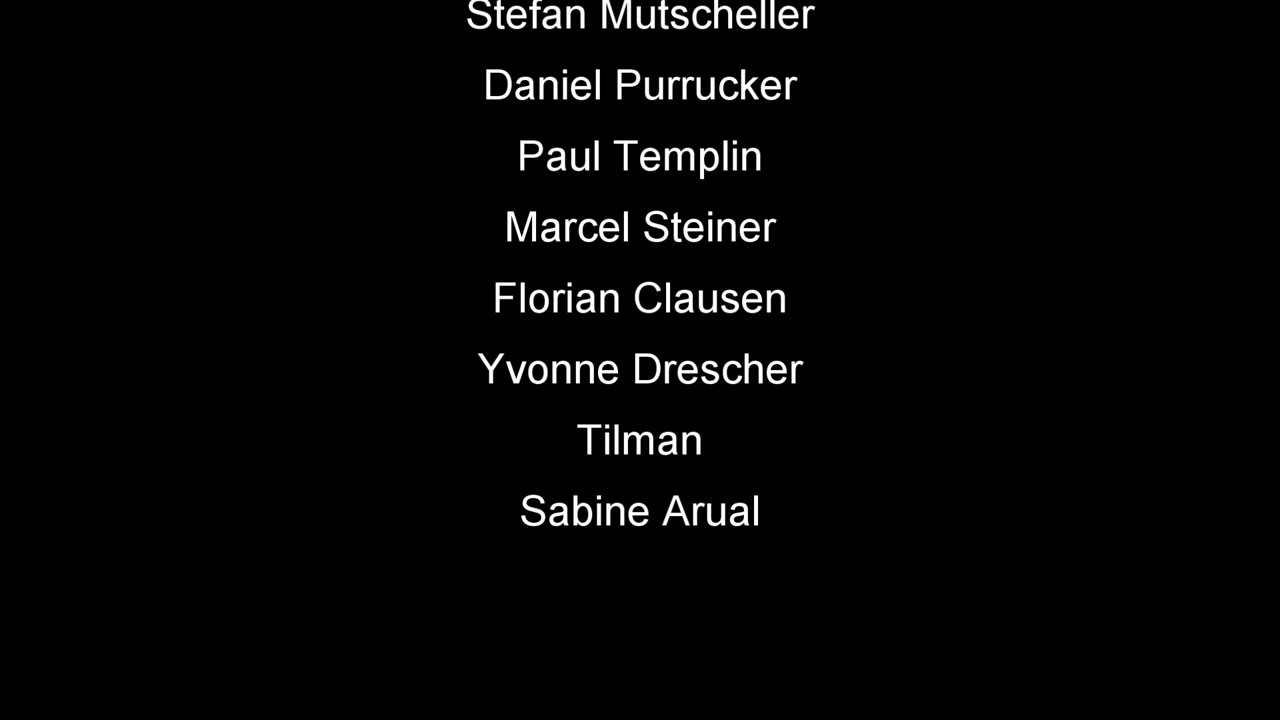 Stefan Mutscheller
Daniel Purrucker
Paul Templin
Marcel Steiner
Florian Clausen
Yvonne Drescher
Tilman
Sabine Arual